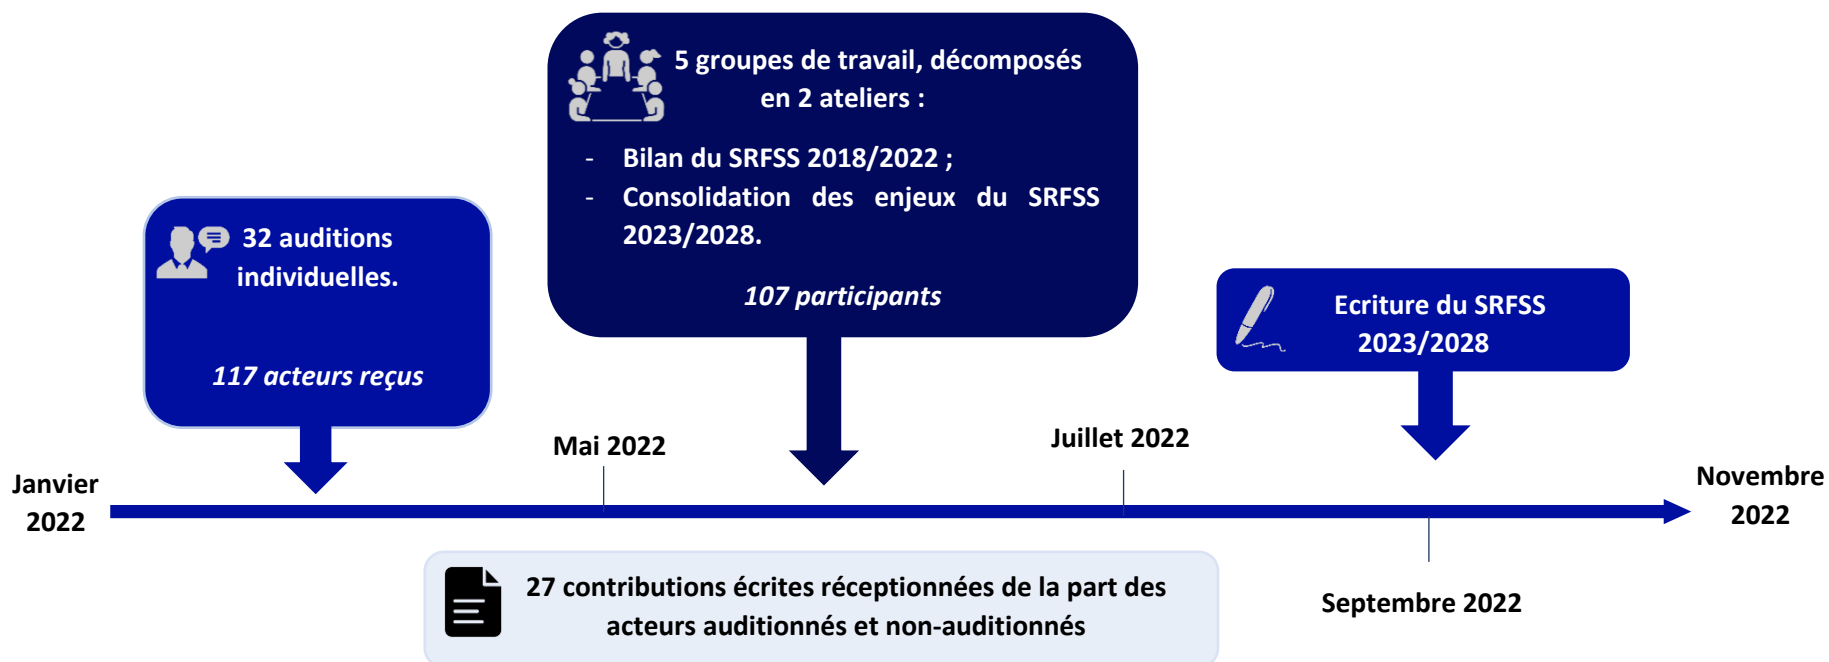 5 groupes de travail, décomposés
en 2 ateliers :
- Bilan du SRFSS 2018/2022 ;
- Consolidation des enjeux du SRFSS
2023/2028.
107 participants
32 auditions
individuelles.
117 acteurs reçus
Ecriture du SRFSS
2023/2028
Mai 2022
Juillet 2022
Janvier
2022
Novembre
2022
27 contributions écrites réceptionnées de la part des
acteurs auditionnés et non-auditionnés
Septembre 2022